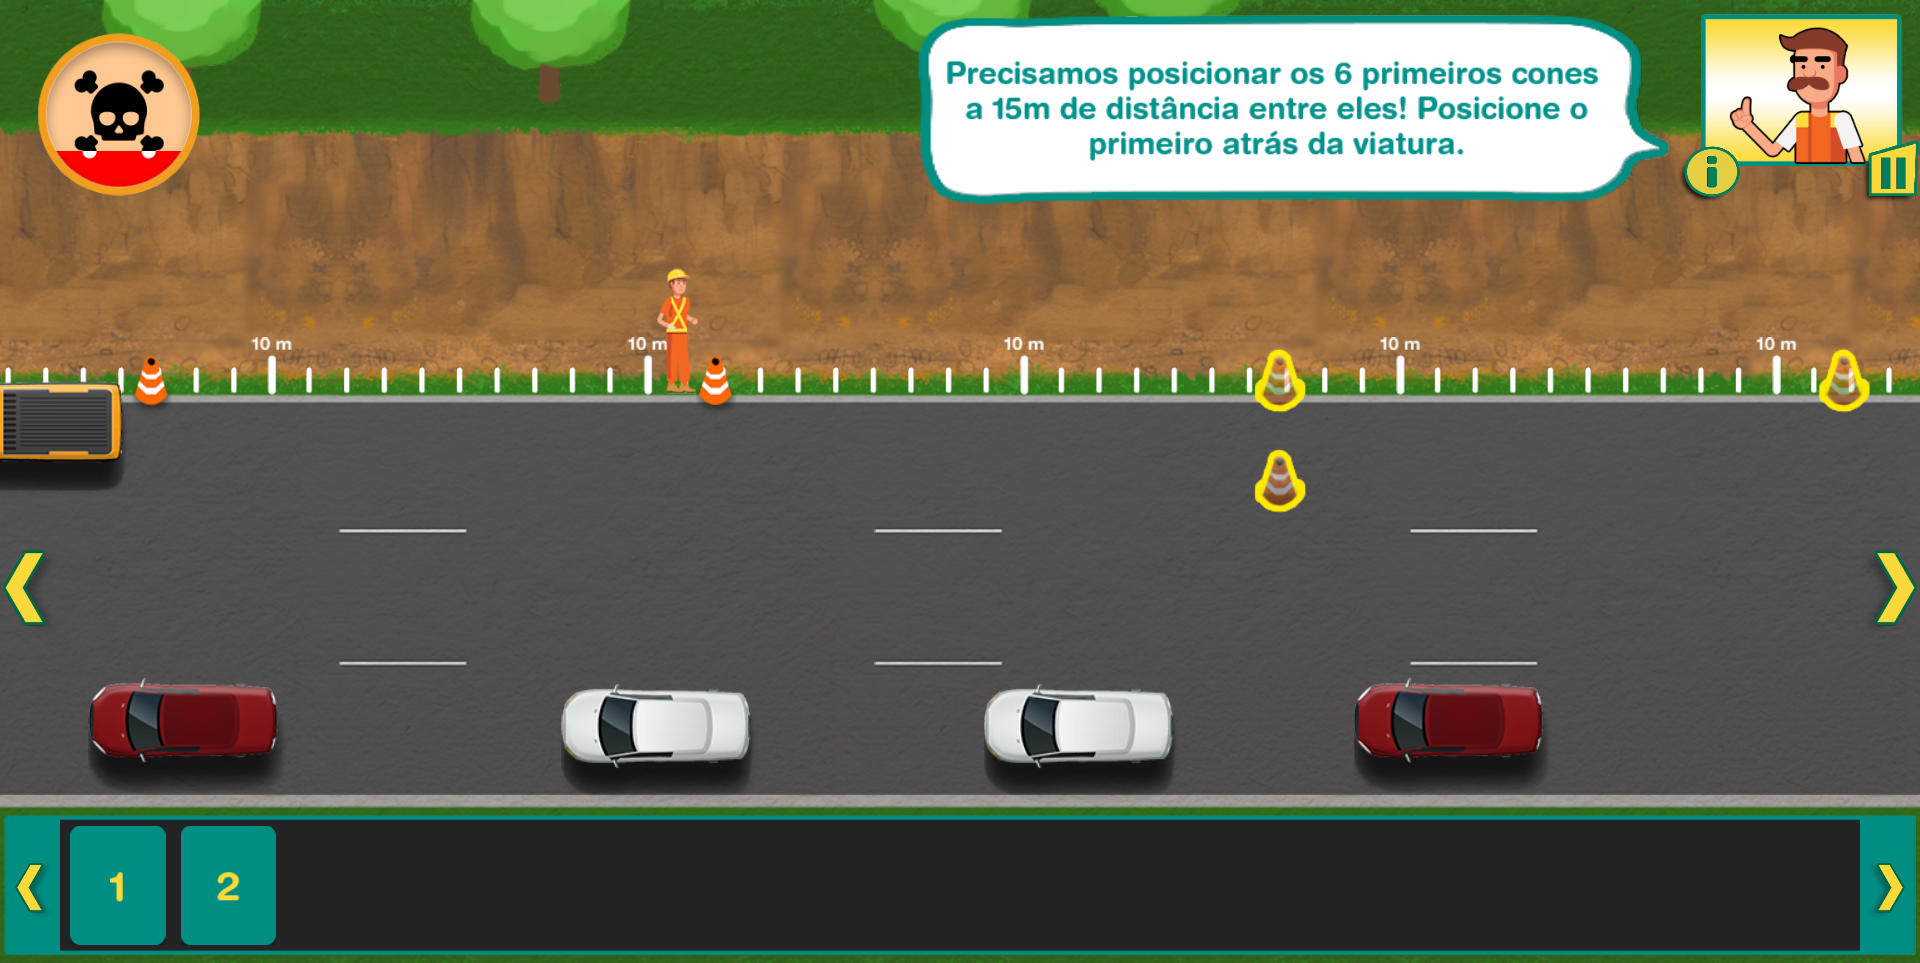 Precisamos posicionar os 6 primeiros cones
a 15m de distância entre eles! Posicione o
primeiro atrás da viatura.
i
10 m
10 m
10 m
10 m
10 m
1
2